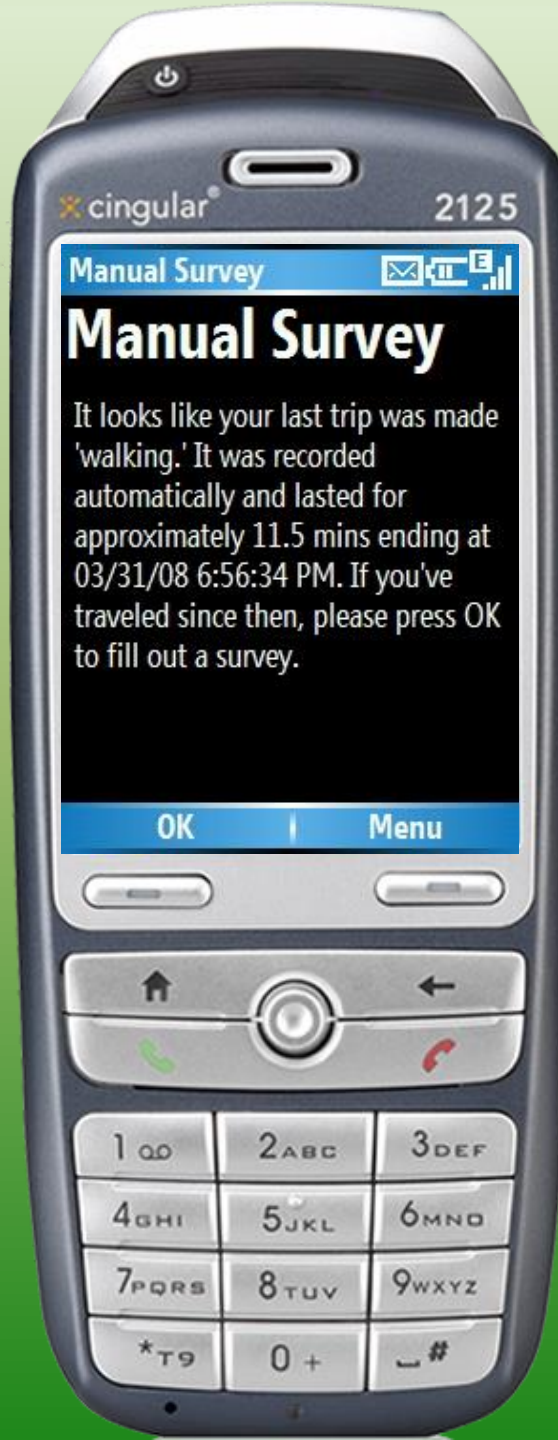 cingular® 2125
Manual Survey E
Manual Survey
It looks like your last trip was made
'walking.' It was recorded
automatically and lasted for
approximately 11.5 mins ending at
03/31/08 6:56:34 PM. If you've
traveled since then, please press OK
to fill out a survey.
OK Menu
1 2ABC 3DEF
4GHI 5JKL 6MNO
7PQRS 8TUV 9WXYZ
*T9 0+ #